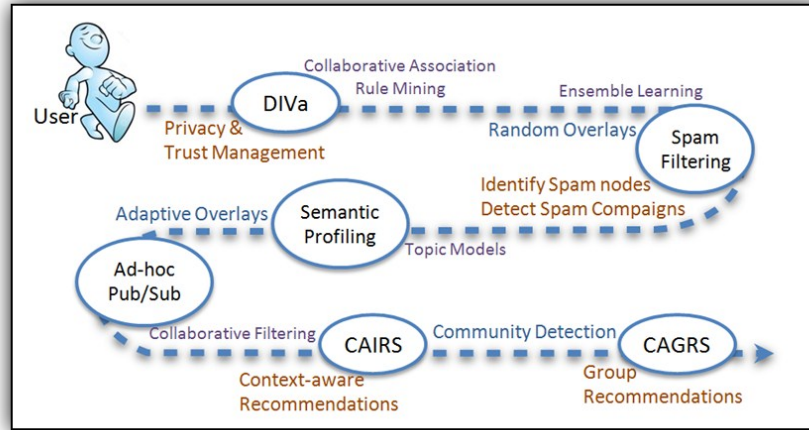 User
DIVa
Privacy &
Trust Management
Collaborative Association
Rule Mining
Ensemble Learning
Random Overlays
Spam
Filtering
Identify Spam nodes
Detect Spam Compaigns
Topic Models
Semantic
Profiling
Adaptive Overlays
Ad-hoc
Pub/Sub
Collaborative Filtering
CAIRS
Context-aware
Recommendations
Community Detection
CAGRS
Group
Recommendations